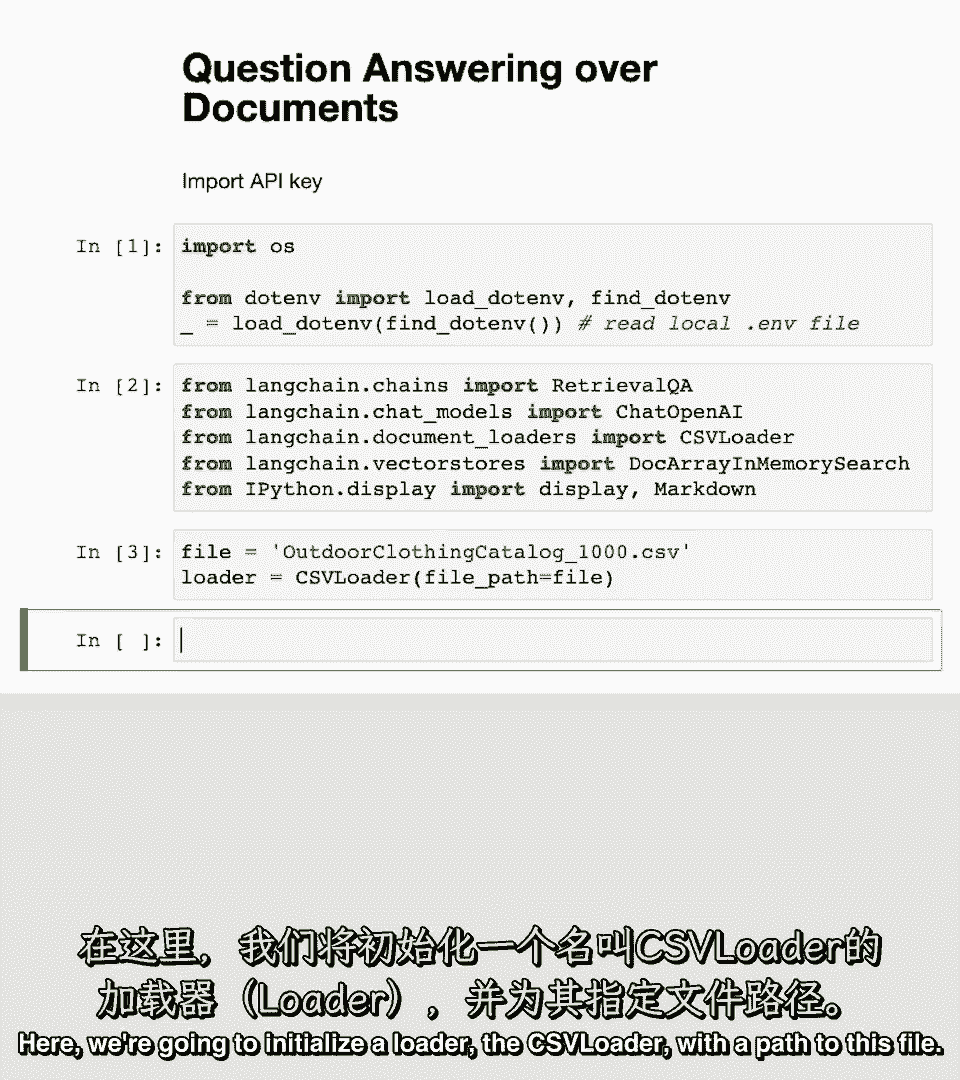 Question Answering over
Documents
Import API key
In [1]:
import os
from dotenv import load_dotenv, find_dotenv
_ = load_dotenv(find_dotenv()) # read local .env file
In [2]:
from langchain.chains import RetrievalQA
from langchain.chat_models import ChatOpenAI
from langchain.document_loaders import CSVLoader
from langchain.vectorstores import DocArrayInMemorySearch
from IPython.display import display, Markdown
In [3]:
file = 'OutdoorClothingCatalog_1000.csv'
loader = CSVLoader(file_path=file)
In [ ]:
在这里，我们将初始化一个名叫CSVLoader的
加载器（Loader），并为其指定文件路径。
Here, we're going to initialize a loader, the CSVLoader, with a path to this file.